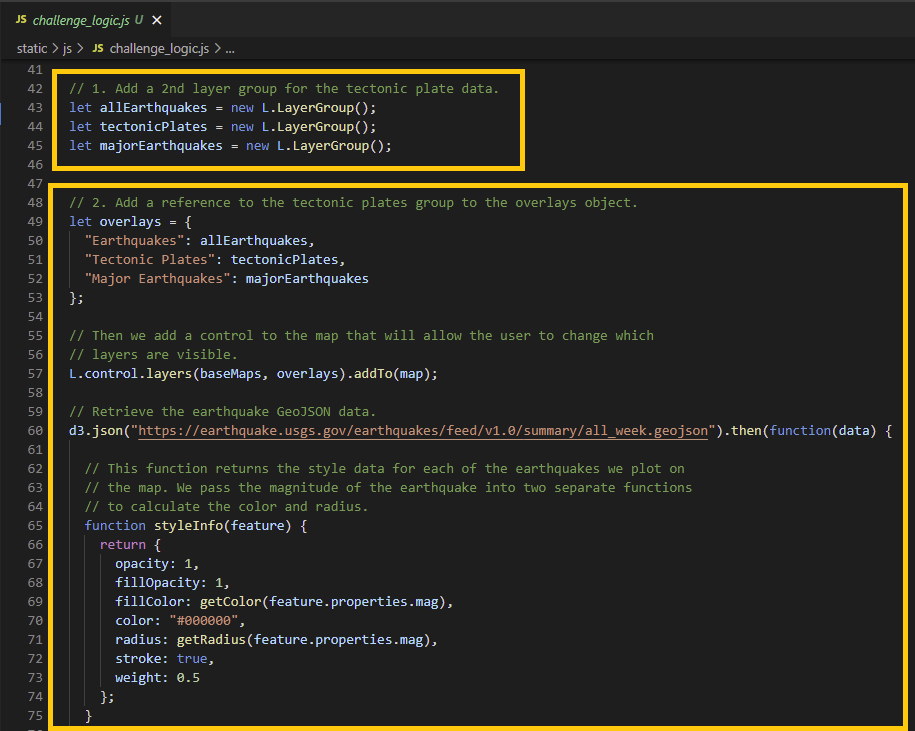 JS challenge_logic.js U ×
static > js > JS challenge_logic.js > ...
41
42 // 1. Add a 2nd layer group for the tectonic plate data.
43 let allEarthquakes = new L.LayerGroup();
44 let tectonicPlates = new L.LayerGroup();
45 let majorEarthquakes = new L.LayerGroup();
46
47
48 // 2. Add a reference to the tectonic plates group to the overlays object.
49 let overlays = {
50   "Earthquakes": allEarthquakes,
51   "Tectonic Plates": tectonicPlates,
52   "Major Earthquakes": majorEarthquakes
53 };
54
55 // Then we add a control to the map that will allow the user to change which
56 // layers are visible.
57 L.control.layers(baseMaps, overlays).addTo(map);
58
59 // Retrieve the earthquake GeoJSON data.
60 d3.json("https://earthquake.usgs.gov/earthquakes/feed/v1.0/summary/all_week.geojson").then(function(data) {
61
62   // This function returns the style data for each of the earthquakes we plot on
63   // the map. We pass the magnitude of the earthquake into two separate functions
64   // to calculate the color and radius.
65   function styleInfo(feature) {
66     return {
67       opacity: 1,
68       fillOpacity: 1,
69       fillColor: getColor(feature.properties.mag),
70       color: "#000000",
71       radius: getRadius(feature.properties.mag),
72       stroke: true,
73       weight: 0.5
74     };
75   }